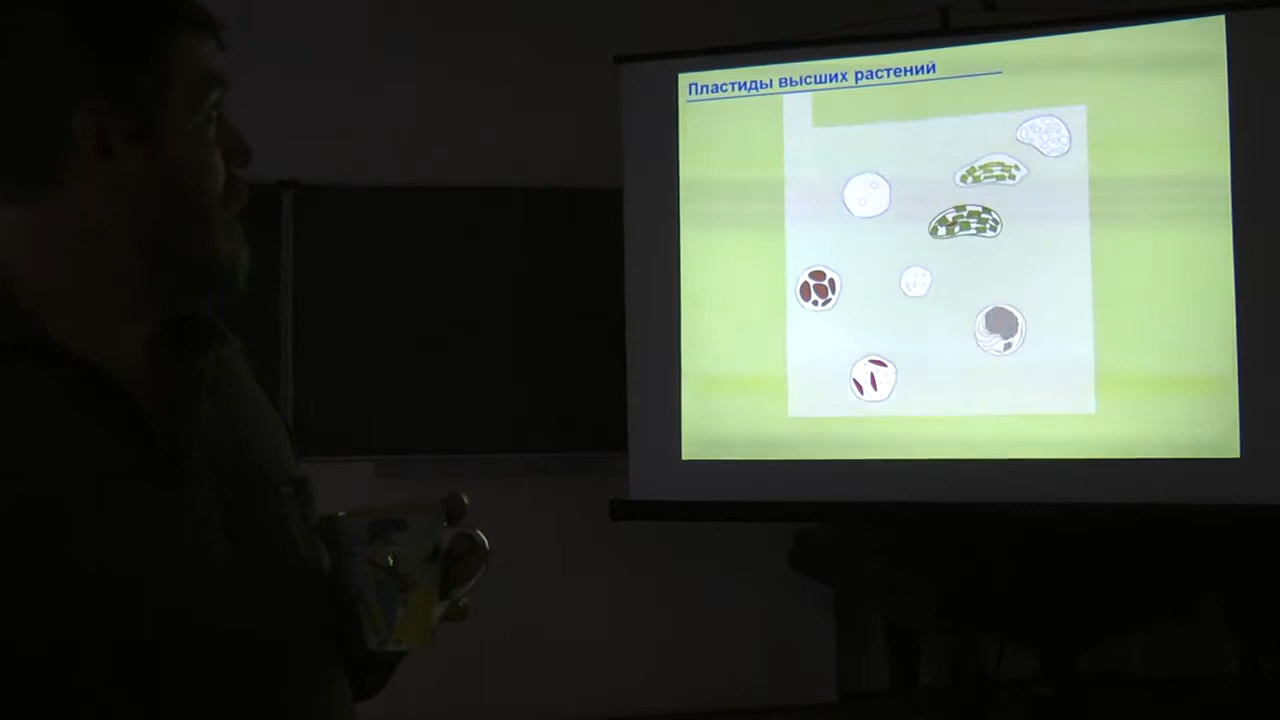 Пластиды высших растений